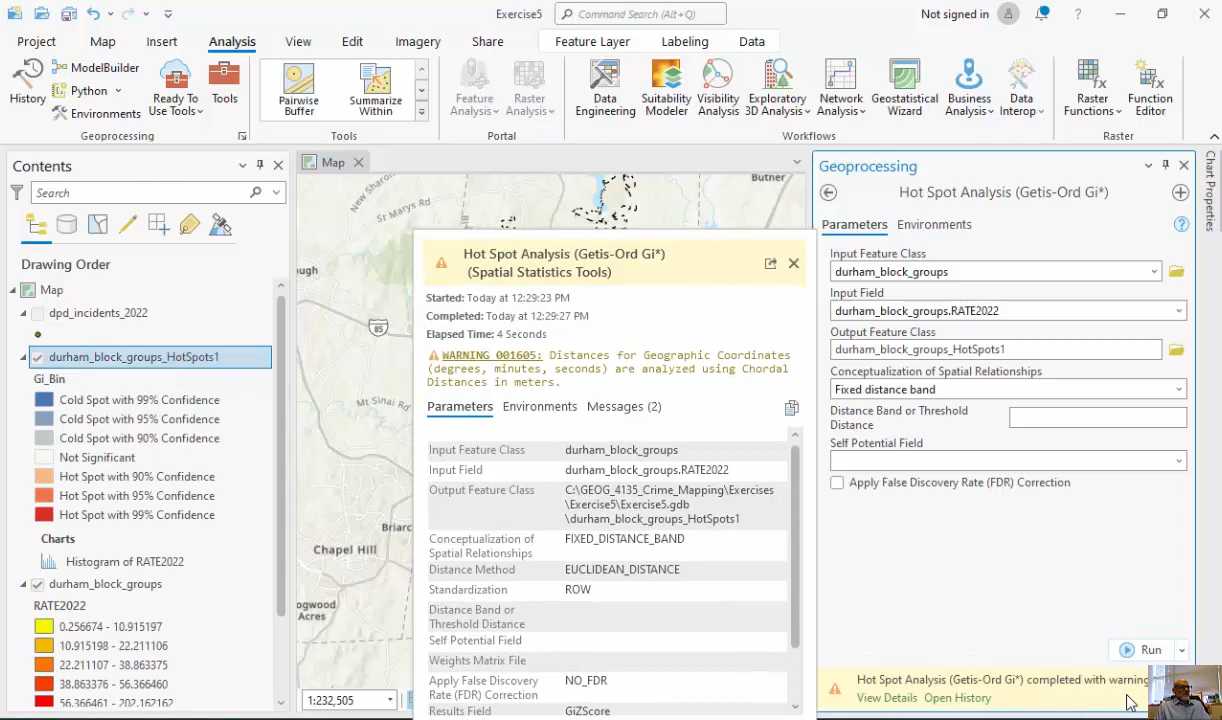 Exercise5
Command Search (Alt+Q)
Not signed in
Project
Map
Insert
Analysis
View
Edit
Imagery
Share
Feature Layer
Labeling
Data
History
ModelBuilder
Python
Environments
Ready To
Use Tools
Tools
Geoprocessing
Pairwise
Buffer
Summarize
Within
Tools
Feature
Analysis
Raster
Analysis
Portal
Data
Engineering
Suitability
Modeler
Visibility
Analysis
Exploratory
3D Analysis
Network
Analysis
Geostatistical
Wizard
Business
Analysis
Data
Interop
Workflows
Raster
Functions
Function
Editor
Raster
Contents
Search
Drawing Order
Map
dpd_incidents_2022
durham_block_groups_HotSpots1
Gi_Bin
Cold Spot with 99% Confidence
Cold Spot with 95% Confidence
Cold Spot with 90% Confidence
Not Significant
Hot Spot with 90% Confidence
Hot Spot with 95% Confidence
Hot Spot with 99% Confidence
Charts
Histogram of RATE2022
durham_block_groups
RATE2022
0.256674 - 10.915197
10.915198 - 22.211106
22.211107 - 38.863375
38.863376 - 56.366460
56.366461 - 202.162162
Map
New Sharon
St Marys Rd
Butner
ough
85
Mt Sinai Rd
Briarc
Chapel Hill
ogwood
Acres
1:232,505
Hot Spot Analysis (Getis-Ord Gi*)
(Spatial Statistics Tools)
Started: Today at 12:29:23 PM
Completed: Today at 12:29:27 PM
Elapsed Time: 4 Seconds
WARNING 001605: Distances for Geographic Coordinates
(degrees, minutes, seconds) are analyzed using Chordal
Distances in meters.
Parameters
Environments
Messages (2)
Input Feature Class durham_block_groups
Input Field durham_block_groups.RATE2022
Output Feature Class C:\GEOG_4135_Crime_Mapping\Exercises
\Exercise5\Exercise5.gdb
\durham_block_groups_HotSpots1
Conceptualization of FIXED_DISTANCE_BAND
Spatial Relationships
Distance Method EUCLIDEAN_DISTANCE
Standardization ROW
Distance Band or
Threshold Distance
Self Potential Field
Weights Matrix File
Apply False Discovery NO_FDR
Rate (FDR) Correction
Results Field GiZScore
Geoprocessing
Hot Spot Analysis (Getis-Ord Gi*)
Parameters
Environments
Input Feature Class
durham_block_groups
Input Field
durham_block_groups.RATE2022
Output Feature Class
durham_block_groups_HotSpots1
Conceptualization of Spatial Relationships
Fixed distance band
Distance Band or Threshold
Distance
Self Potential Field
Apply False Discovery Rate (FDR) Correction
Run
Hot Spot Analysis (Getis-Ord Gi*) completed with warning
View Details Open History
Chart Properties